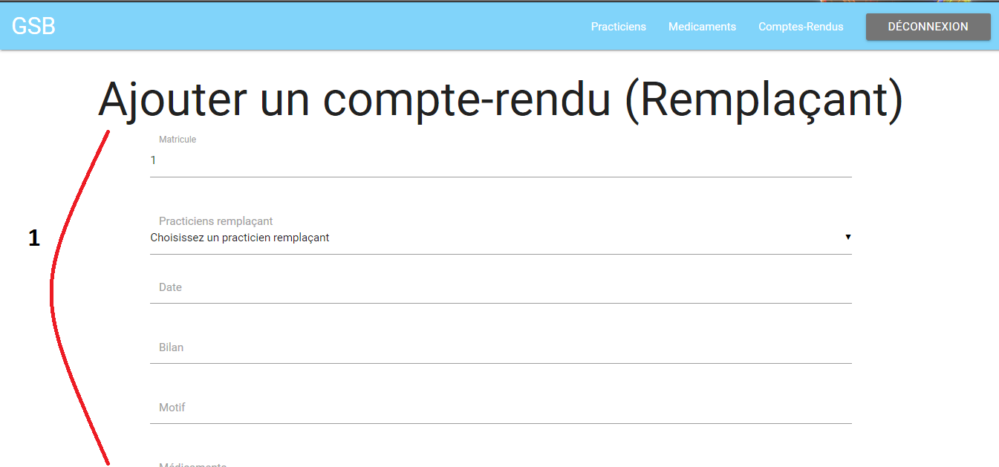 GSB
Practiciens Medicaments Comptes-Rendus DÉCONNEXION
Ajouter un compte-rendu (Remplaçant)
Matricule
1
Practiciens remplaçant
1
Choisissez un practicien remplaçant
Date
Bilan
Motif
Médicaments